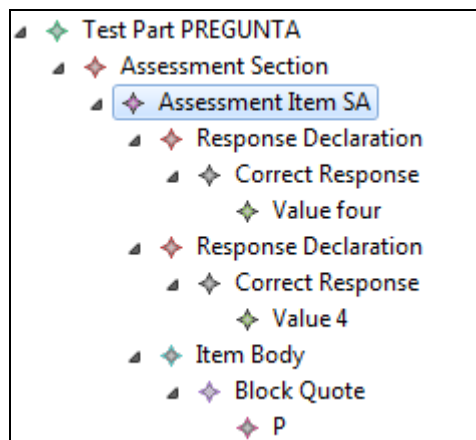 Test Part PREGUNTA
Assessment Section
Assessment Item SA
Response Declaration
Correct Response
Value four
Response Declaration
Correct Response
Value 4
Item Body
Block Quote
P